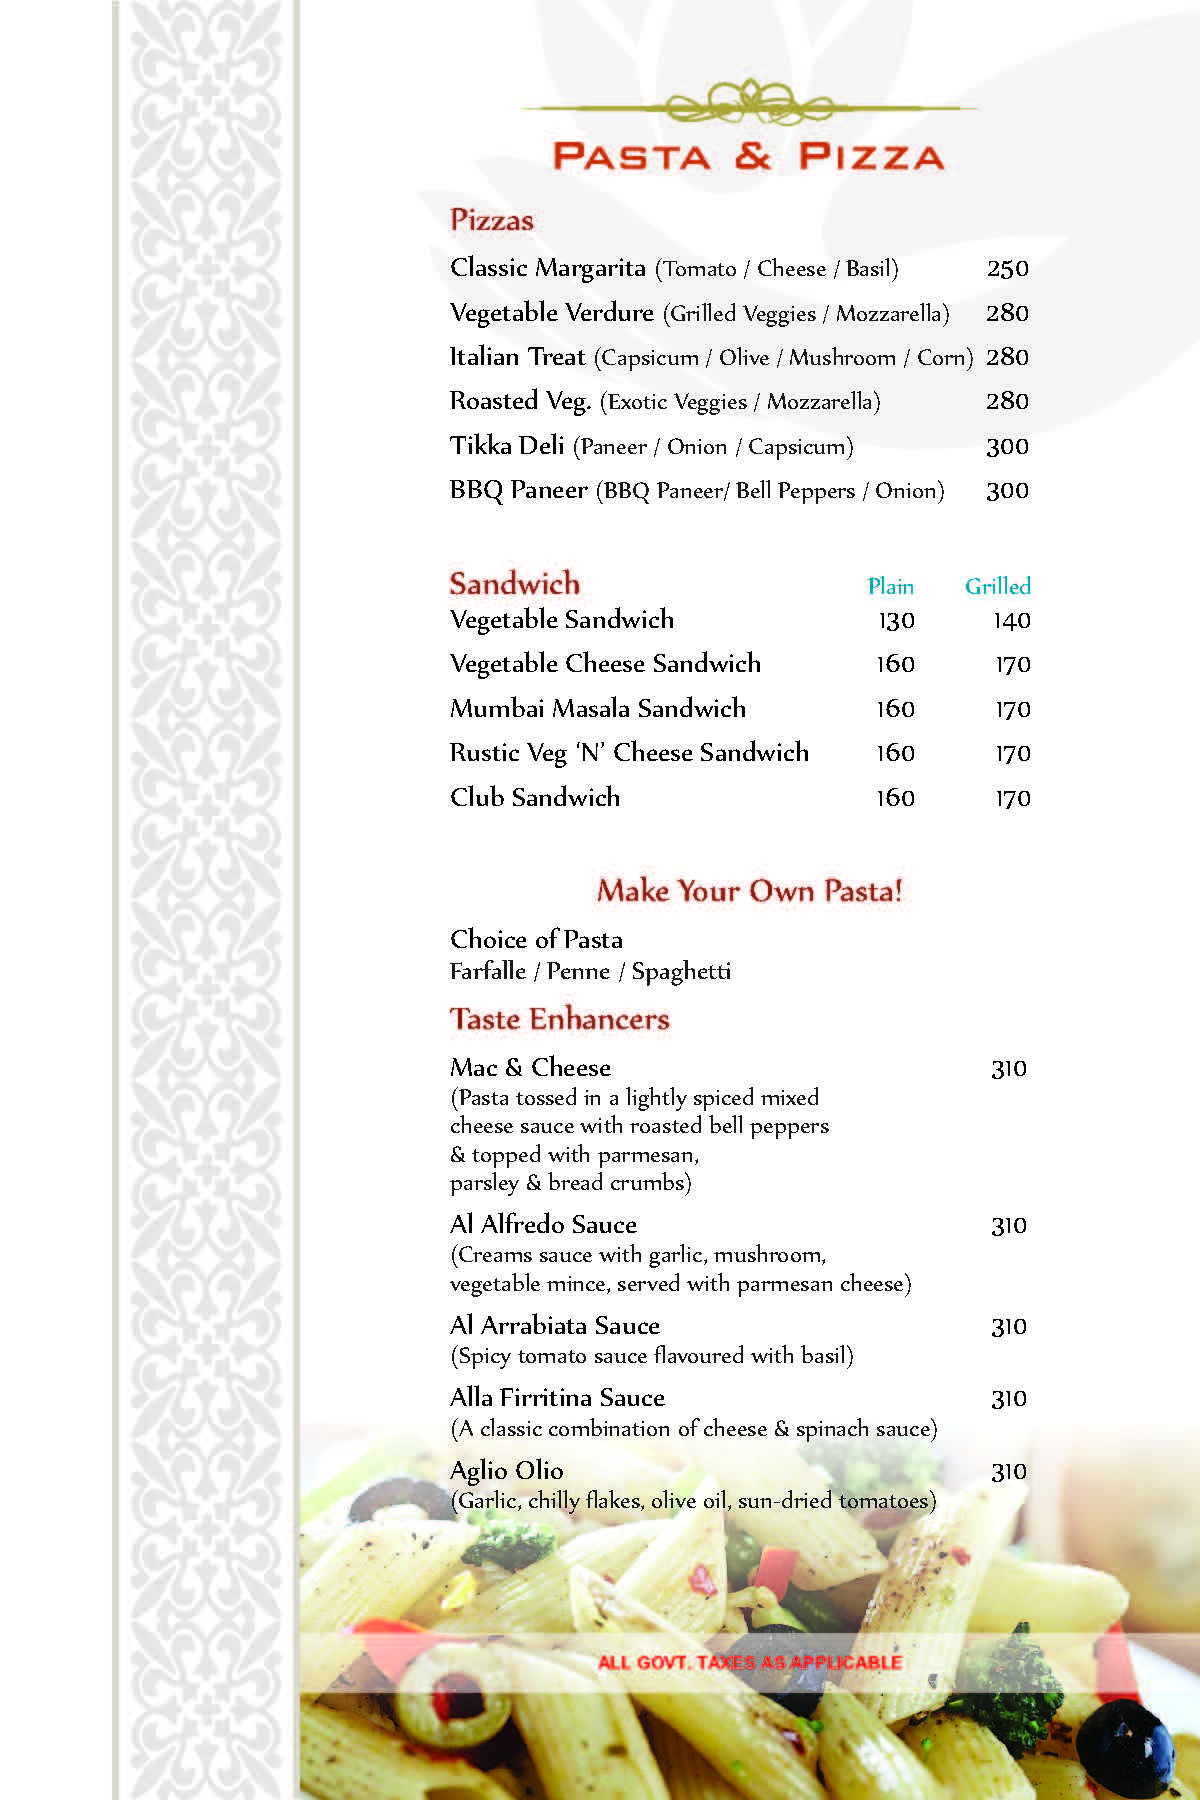 PASTA & PIZZA
Pizzas
Classic Margarita (Tomato / Cheese / Basil) 250
Vegetable Verdure (Grilled Veggies / Mozzarella) 280
Italian Treat (Capsicum / Olive / Mushroom / Corn) 280
Roasted Veg. (Exotic Veggies / Mozzarella) 280
Tikka Deli (Paneer / Onion / Capsicum) 300
BBQ Paneer (BBQ Paneer/ Bell Peppers / Onion) 300
Sandwich Plain Grilled
Vegetable Sandwich 130 140
Vegetable Cheese Sandwich 160 170
Mumbai Masala Sandwich 160 170
Rustic Veg ‘N’ Cheese Sandwich 160 170
Club Sandwich 160 170
Make Your Own Pasta!
Choice of Pasta
Farfalle / Penne / Spaghetti
Taste Enhancers
Mac & Cheese 310
(Pasta tossed in a lightly spiced mixed
cheese sauce with roasted bell peppers
& topped with parmesan,
parsley & bread crumbs)
Al Alfredo Sauce 310
(Creams sauce with garlic, mushroom,
vegetable mince, served with parmesan cheese)
Al Arrabiata Sauce 310
(Spicy tomato sauce flavoured with basil)
Alla Firritina Sauce 310
(A classic combination of cheese & spinach sauce)
Aglio Olio 310
(Garlic, chilly flakes, olive oil, sun-dried tomatoes)
ALL GOVT. TAXES AS APPLICABLE